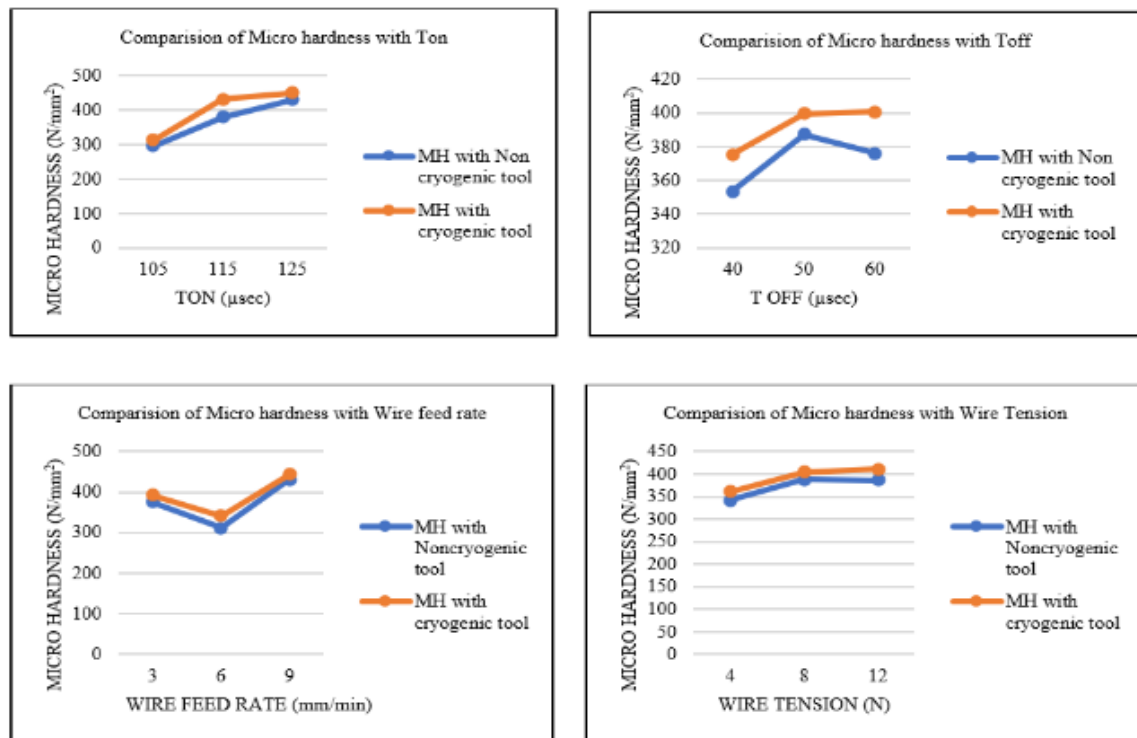 Comparision of Micro hardness with Ton
MICRO HARDNESS (N/mm²)
500
400
300
200
100
0
105 115 125
TON (µsec)
MH with Non
cryogenic tool
MH with
cryogenic tool
Comparision of Micro hardness with Toff
MICRO HARDNESS (N/mm²)
420
400
380
360
340
320
40 50 60
T OFF (µsec)
MH with Non
cryogenic tool
MH with
cryogenic tool
Comparision of Micro hardness with Wire feed rate
MICRO HARDNESS (N/mm²)
500
400
300
200
100
0
3 6 9
WIRE FEED RATE (mm/min)
MH with
Noncryogenic
tool
MH with
cryogenic tool
Comparision of Micro hardness with Wire Tension
MICRO HARDNESS (N/mm²)
450
400
350
300
250
200
150
100
50
0
4 8 12
WIRE TENSION (N)
MH with
Noncryogenic
tool
MH with
cryogenic tool